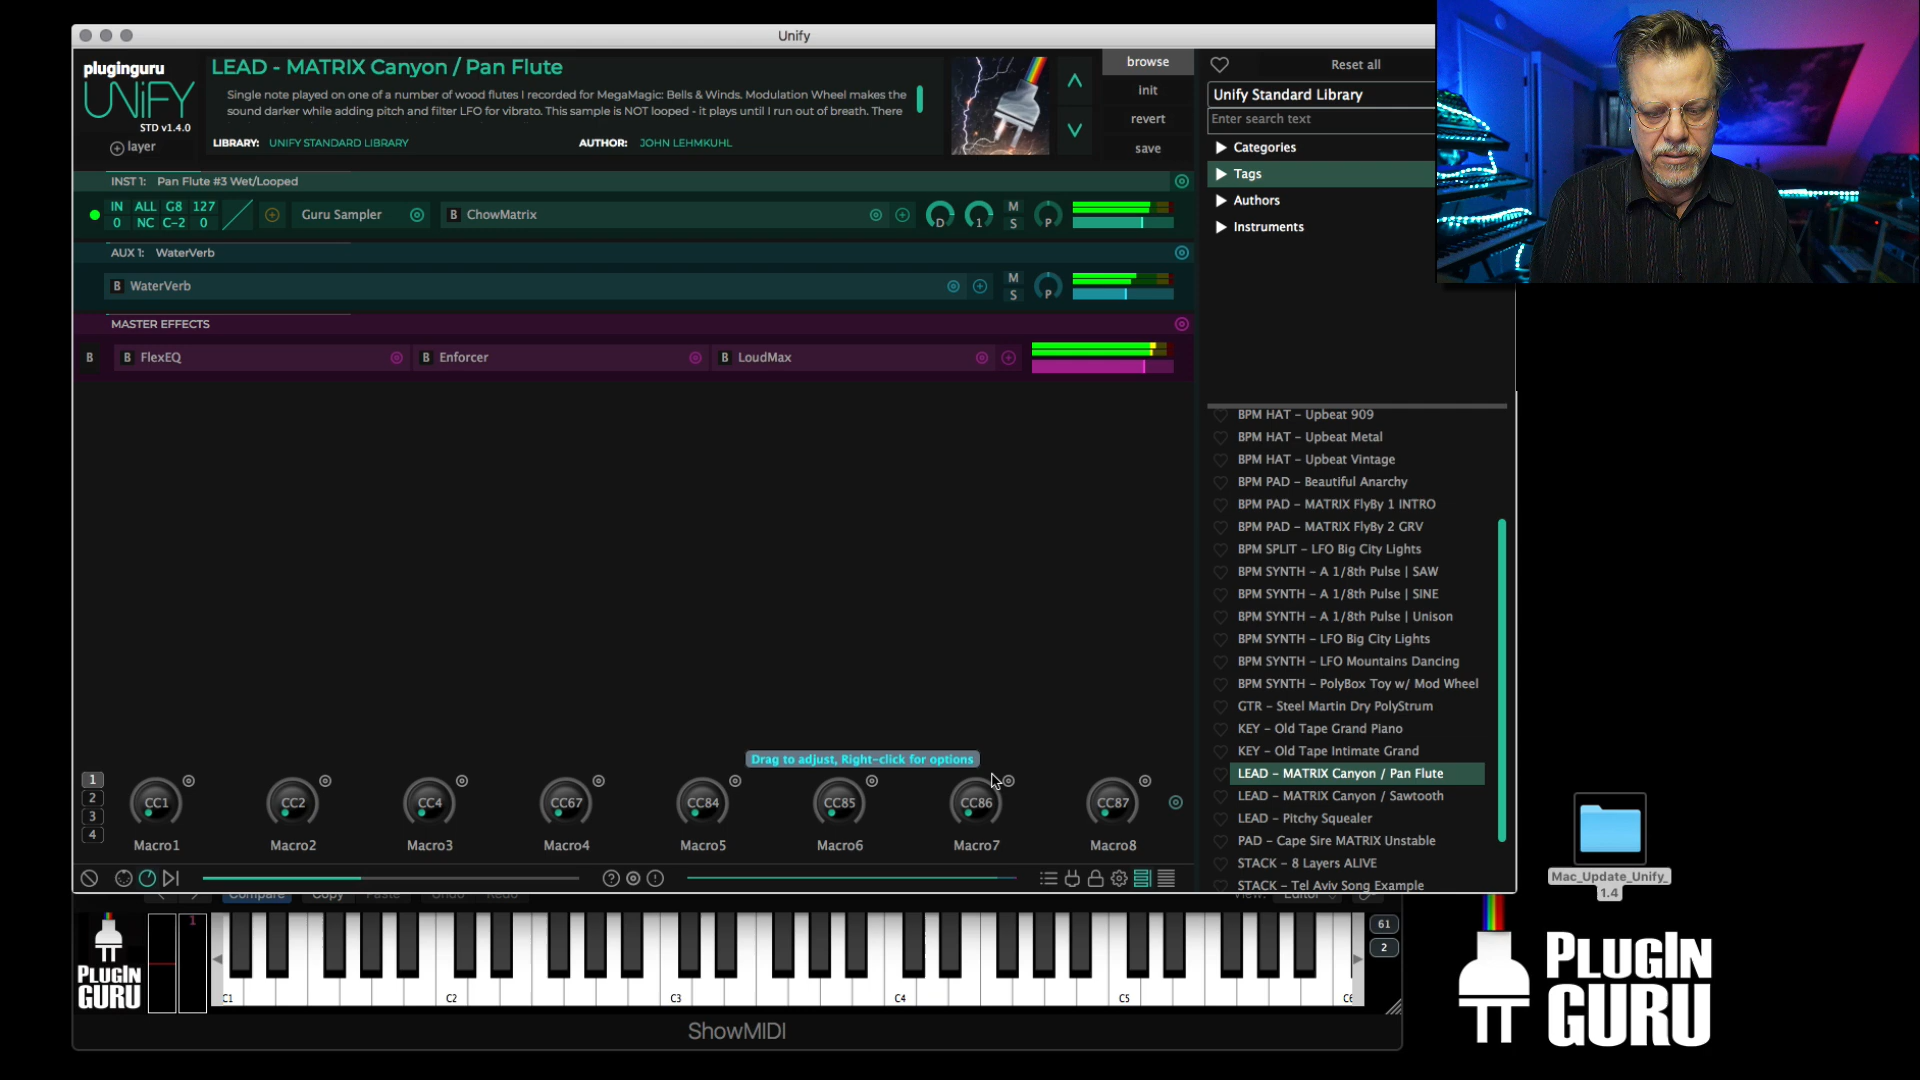 Unify
pluginguru
UNIFY
STD v1.4.0
layer
LEAD - MATRIX Canyon / Pan Flute
Single note played on one of a number of wood flutes I recorded for MegaMagic: Bells & Winds. Modulation Wheel makes the
sound darker while adding pitch and filter LFO for vibrato. This sample is NOT looped - it plays until I run out of breath. There
LIBRARY: UNIFY STANDARD LIBRARY
AUTHOR: JOHN LEHMKUHL
browse
init
revert
save
Reset all
Unify Standard Library
Enter search text
Categories
Tags
Authors
Instruments
INST 1: Pan Flute #3 Wet/Looped
IN ALL G8 127
0 NC C-2 0
Guru Sampler
B ChowMatrix
D
1
M
S
P
AUX 1: WaterVerb
B WaterVerb
M
S
P
MASTER EFFECTS
B
B FlexEQ
B Enforcer
B LoudMax
BPM HAT - Upbeat 909
BPM HAT - Upbeat Metal
BPM HAT - Upbeat Vintage
BPM PAD - Beautiful Anarchy
BPM PAD - MATRIX FlyBy 1 INTRO
BPM PAD - MATRIX FlyBy 2 GRV
BPM SPLIT - LFO Big City Lights
BPM SYNTH - A 1/8th Pulse | SAW
BPM SYNTH - A 1/8th Pulse | SINE
BPM SYNTH - A 1/8th Pulse | Unison
BPM SYNTH - LFO Big City Lights
BPM SYNTH - LFO Mountains Dancing
BPM SYNTH - PolyBox Toy w/ Mod Wheel
GTR - Steel Martin Dry PolyStrum
KEY - Old Tape Grand Piano
KEY - Old Tape Intimate Grand
LEAD - MATRIX Canyon / Pan Flute
LEAD - MATRIX Canyon / Sawtooth
LEAD - Pitchy Squealer
PAD - Cape Sire MATRIX Unstable
STACK - 8 Layers ALIVE
STACK - Tel Aviv Song Example
Drag to adjust, Right-click for options
1
2
3
4
CC1 CC2 CC4 CC67 CC84 CC85 CC86 CC87
Macro1 Macro2 Macro3 Macro4 Macro5 Macro6 Macro7 Macro8
Compare Copy Paste Undo Redo
View: Editor
1
PLUGIN
GURU
C1 C2 C3 C4 C5 C6
61
2
ShowMIDI
Mac_Update_Unify_
1.4
PLUGIN
GURU